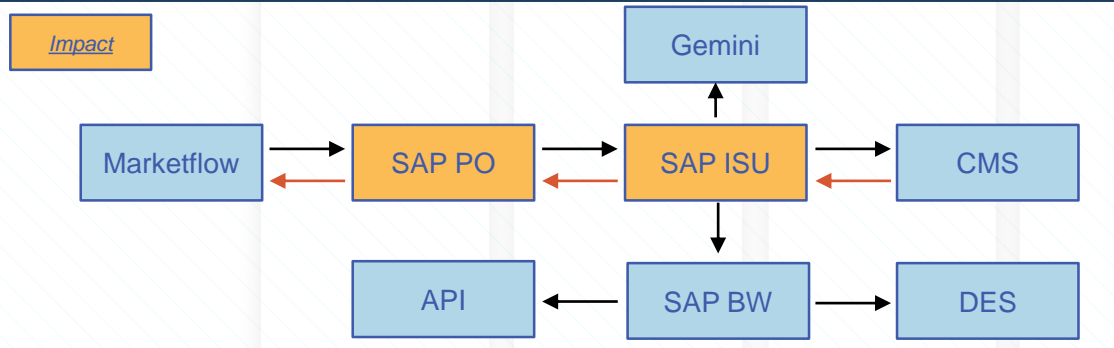 Impact
Gemini
Marketflow
SAP PO
SAP ISU
CMS
API
SAP BW
DES